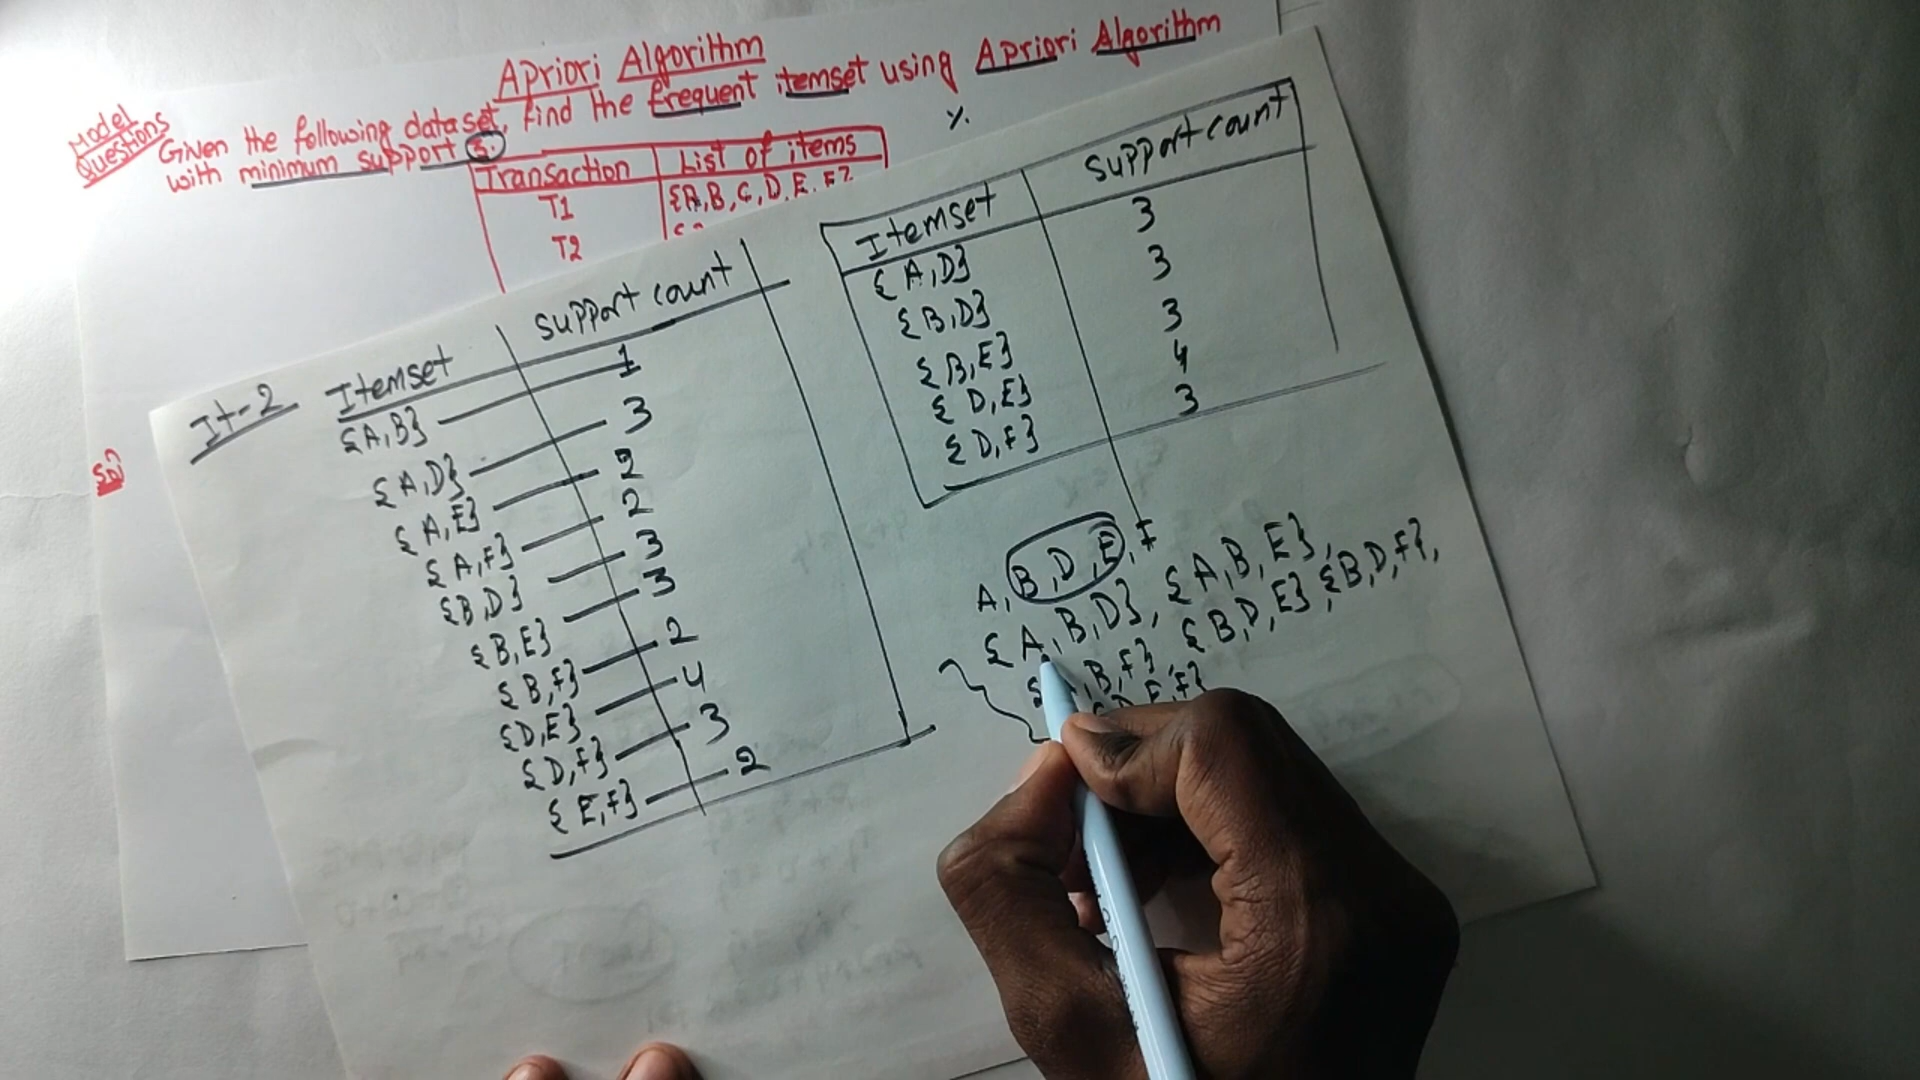 Apriori Algorithm
Model
Questions
Given the following dataset, find the frequent itemset using Apriori Algorithm
with minimum support 3.
%.
Transaction List of items
T1 {A,B,C,D,E,F}
T2
Sol
It-2
Itemset support count
{A,B} 1
{A,D} 3
{A,E} 2
{A,F} 2
{B,D} 3
{B,E} 3
{B,F} 2
{D,E} 4
{D,F} 3
{E,F} 2
Itemset support count
{A,D} 3
{B,D} 3
{B,E} 3
{D,E} 4
{D,F} 3
A, B, D, E, F
{A,B,D}, {A,B,E},
{ ,B,F}, {B,D,E}, {B,D,F},
{D,E,F}